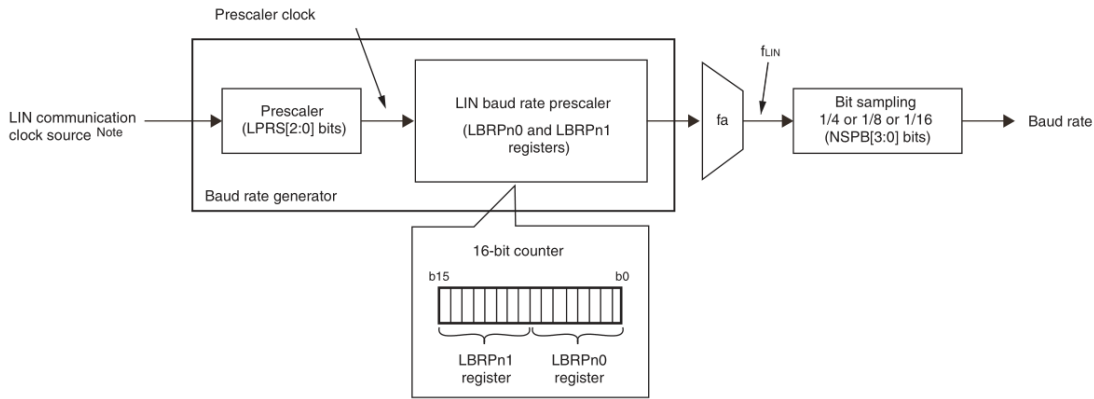 Prescaler clock
fLIN
LIN communication
clock source Note
Prescaler
(LPRS[2:0] bits)
LIN baud rate prescaler
(LBRPn0 and LBRPn1
registers)
fa
Bit sampling
1/4 or 1/8 or 1/16
(NSPB[3:0] bits)
Baud rate
Baud rate generator
16-bit counter
b15
b0
LBRPn1
register
LBRPn0
register